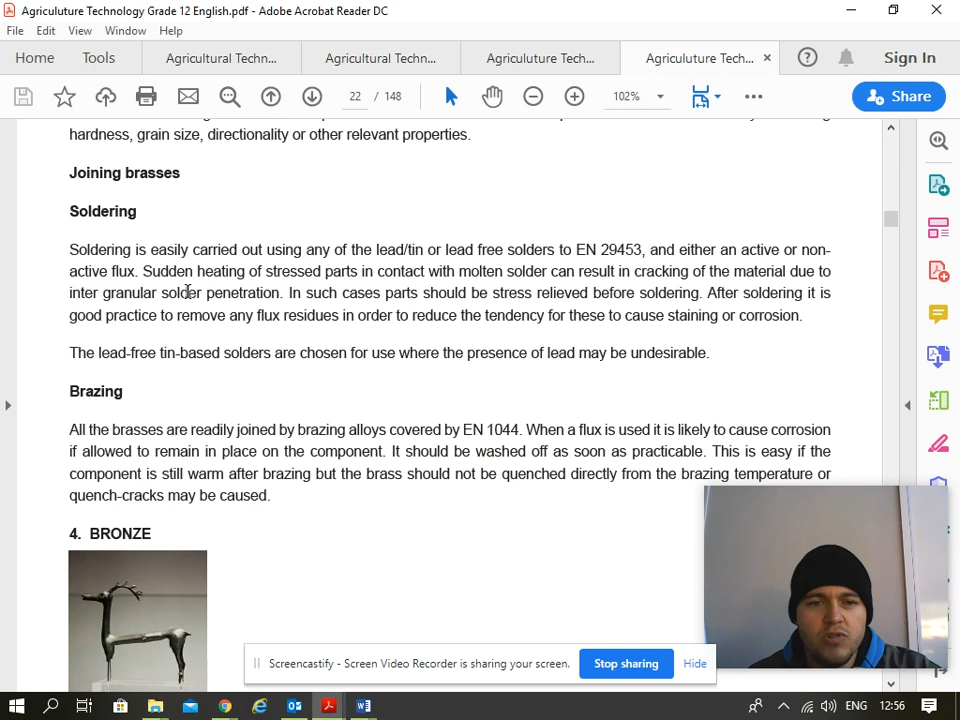 Agriculuture Technology Grade 12 English.pdf - Adobe Acrobat Reader DC
File Edit View Window Help
Home Tools Agricultural Techn... Agricultural Techn... Agriculuture Tech... Agriculuture Tech... × Sign In
22 / 148 102% Share
hardness, grain size, directionality or other relevant properties.
Joining brasses
Soldering
Soldering is easily carried out using any of the lead/tin or lead free solders to EN 29453, and either an active or non-
active flux. Sudden heating of stressed parts in contact with molten solder can result in cracking of the material due to
inter granular solder penetration. In such cases parts should be stress relieved before soldering. After soldering it is
good practice to remove any flux residues in order to reduce the tendency for these to cause staining or corrosion.
The lead-free tin-based solders are chosen for use where the presence of lead may be undesirable.
Brazing
All the brasses are readily joined by brazing alloys covered by EN 1044. When a flux is used it is likely to cause corrosion
if allowed to remain in place on the component. It should be washed off as soon as practicable. This is easy if the
component is still warm after brazing but the brass should not be quenched directly from the brazing temperature or
quench-cracks may be caused.
4. BRONZE
Screencastify - Screen Video Recorder is sharing your screen. Stop sharing Hide
ENG 12:56